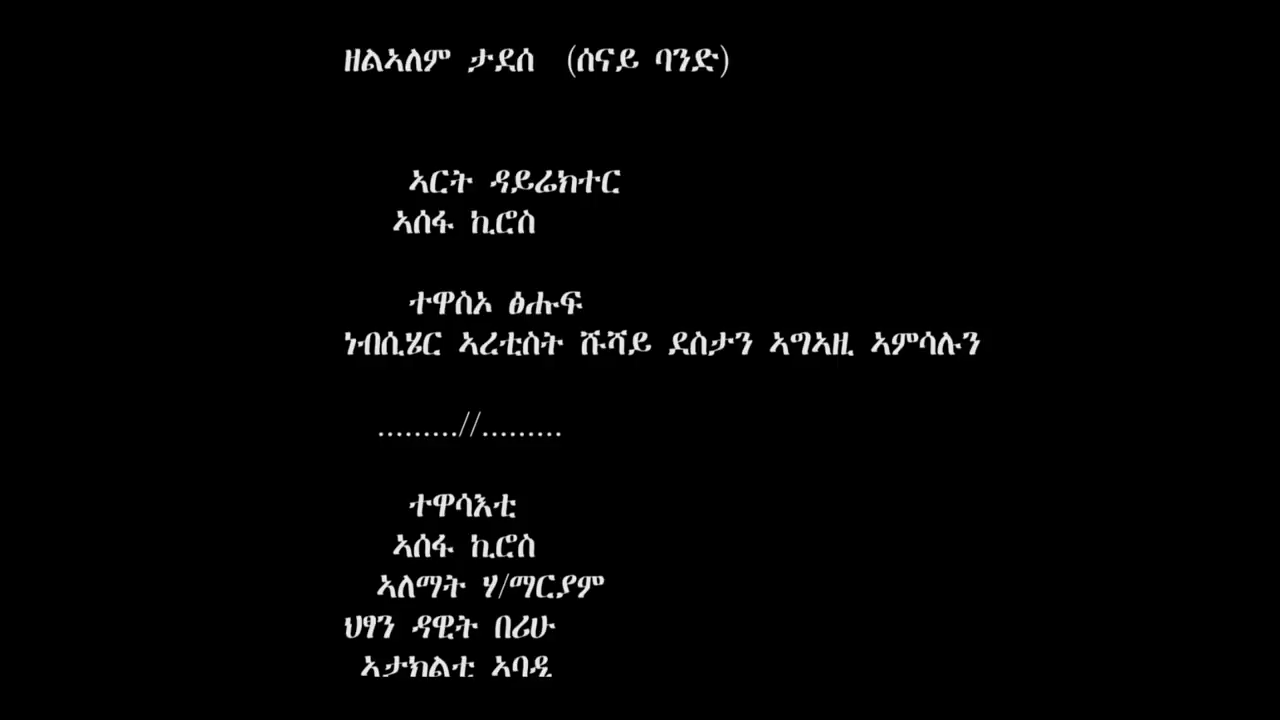 ዘልኣለም ታደሰ (ሰናይ ባንድ)
ኣርት ዳይሬክተር
ኣሰፋ ኪሮስ
ተዋስኦ ፅሑፍ
ነብሲሄር ኣረቲስት ሹሻይ ደስታን ኣግኣዚ ኣምሳሉን
.........//.........
ተዋሳእቲ
ኣሰፋ ኪሮስ
ኣለማት ሃ/ማርያም
ህፃን ዳዊት በሪሁ
ኣታክልቲ ኣባዲ